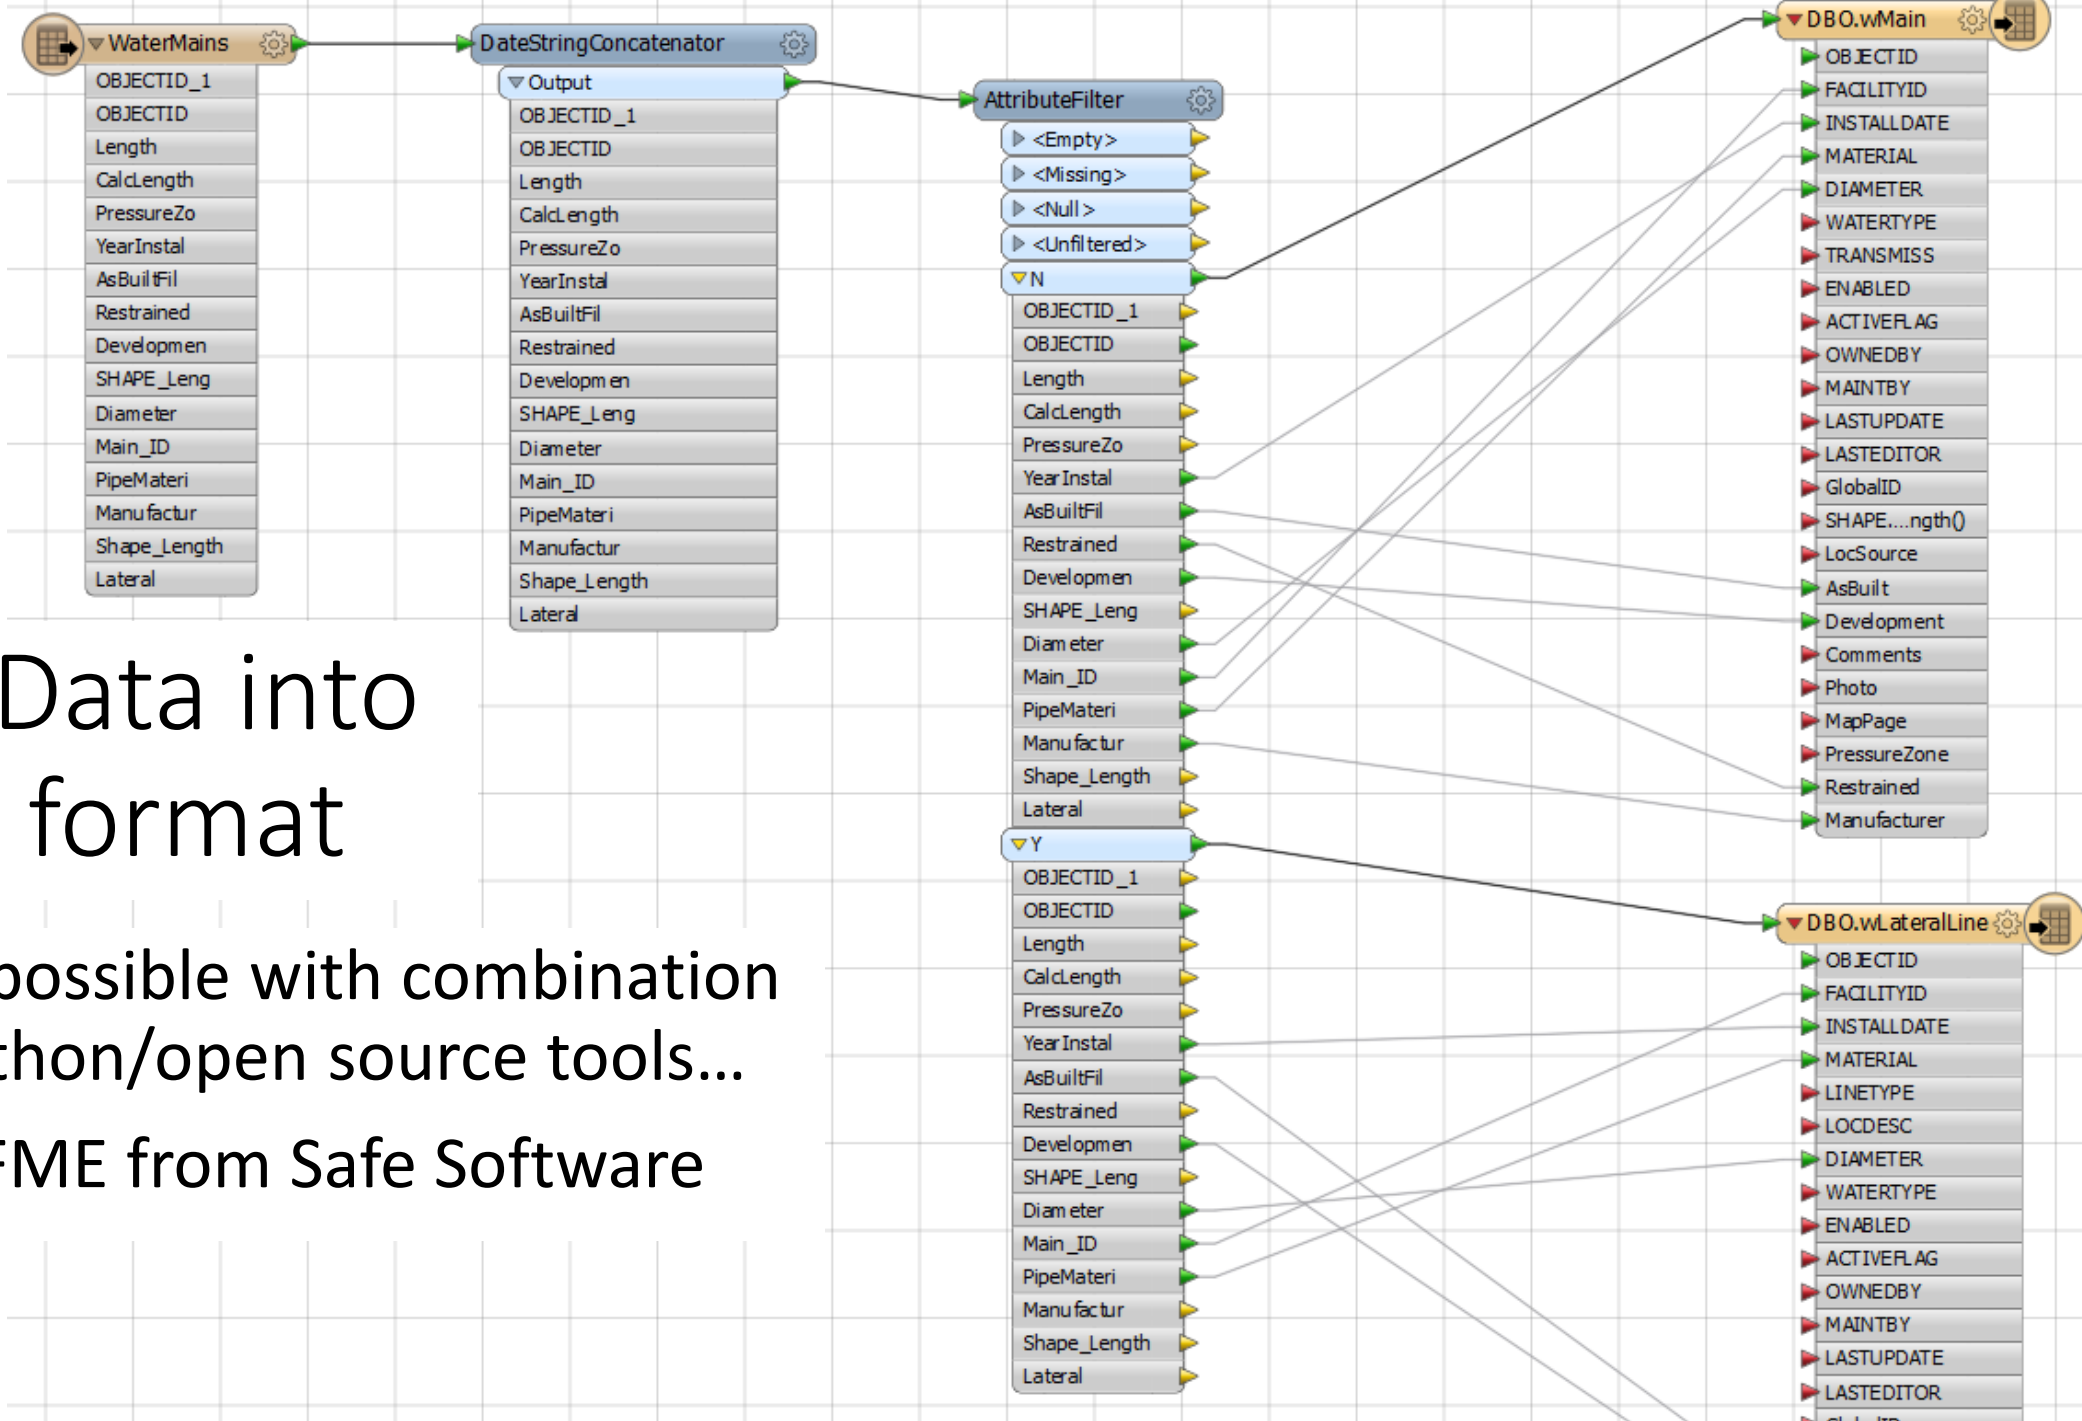 WaterMains
OBJECTID_1
OBJECTID
Length
CalcLength
PressureZo
YearInstal
AsBuiltFil
Restrained
Developmen
SHAPE_Leng
Diameter
Main_ID
PipeMateri
Manufactur
Shape_Length
Lateral
DateStringConcatenator
Output
OBJECTID_1
OBJECTID
Length
CalcLength
PressureZo
YearInstal
AsBuiltFil
Restrained
Developmen
SHAPE_Leng
Diameter
Main_ID
PipeMateri
Manufactur
Shape_Length
Lateral
Data into
format
possible with combination
thon/open source tools...
FME from Safe Software
AttributeFilter
<Empty>
<Missing>
<Null>
<Unfiltered>
N
OBJECTID_1
OBJECTID
Length
CalcLength
PressureZo
YearInstal
AsBuiltFil
Restrained
Developmen
SHAPE_Leng
Diameter
Main_ID
PipeMateri
Manufactur
Shape_Length
Lateral
Y
OBJECTID_1
OBJECTID
Length
CalcLength
PressureZo
YearInstal
AsBuiltFil
Restrained
Developmen
SHAPE_Leng
Diameter
Main_ID
PipeMateri
Manufactur
Shape_Length
Lateral
DBO.wMain
OBJECTID
FACILITYID
INSTALLDATE
MATERIAL
DIAMETER
WATERTYPE
TRANSMISS
ENABLED
ACTIVEFLAG
OWNEDBY
MAINTBY
LASTUPDATE
LASTEDITOR
GlobalID
SHAPE....ngth()
LocSource
AsBuilt
Development
Comments
Photo
MapPage
PressureZone
Restrained
Manufacturer
DBO.wLateralLine
OBJECTID
FACILITYID
INSTALLDATE
MATERIAL
LINETYPE
LOCDESC
DIAMETER
WATERTYPE
ENABLED
ACTIVEFLAG
OWNEDBY
MAINTBY
LASTUPDATE
LASTEDITOR